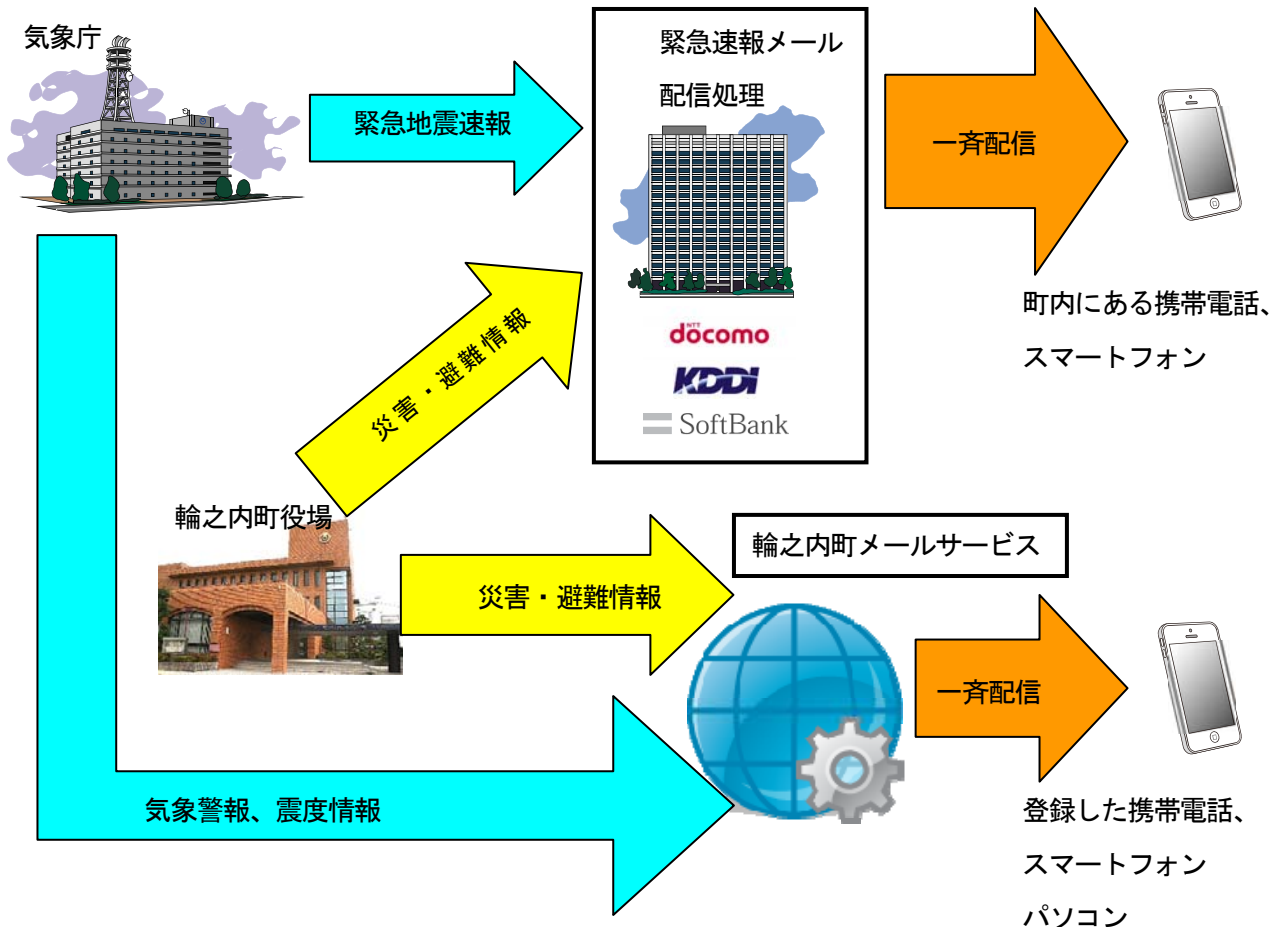 気象庁
緊急地震速報
緊急速報メール
配信処理
一斉配信
町内にある携帯電話、
スマートフォン
災害・避難情報
NTT
docomo
KDDI
SoftBank
輪之内町役場
災害・避難情報
輪之内町メールサービス
一斉配信
気象警報、震度情報
登録した携帯電話、
スマートフォン
パソコン